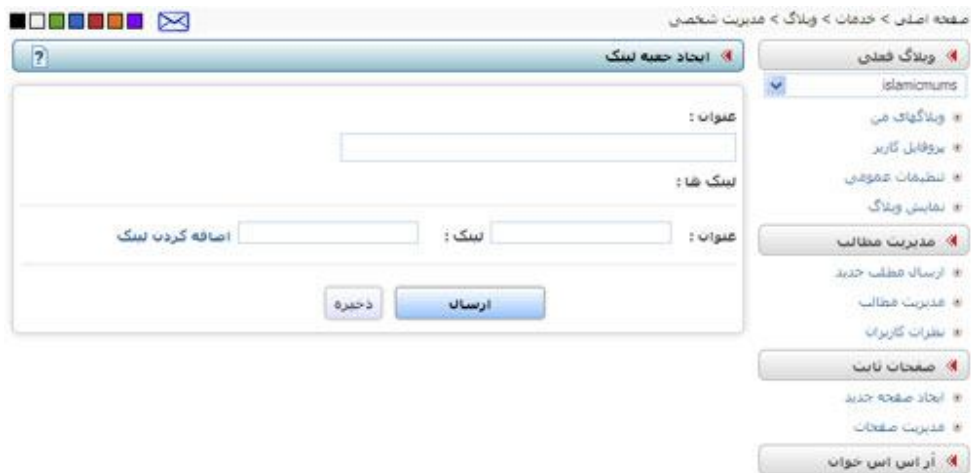 صفحه اصلی > خدمات > وبلاگ > مدیریت شخصی
وبلاگ فعلی
islamicmums
وبلاگهای من
پروفایل کاربر
تنظیمات عمومی
نمایش وبلاگ
مدیریت مطالب
ارسال مطلب جدید
مدیریت مطالب
نظرات کاربران
صفحات ثابت
ایجاد صفحه جدید
مدیریت صفحات
آر اس اس خوان
ایجاد جعبه لینک
?
عنوان :
لینک ها :
عنوان : لینک : اضافه کردن لینک
ارسال ذخیره